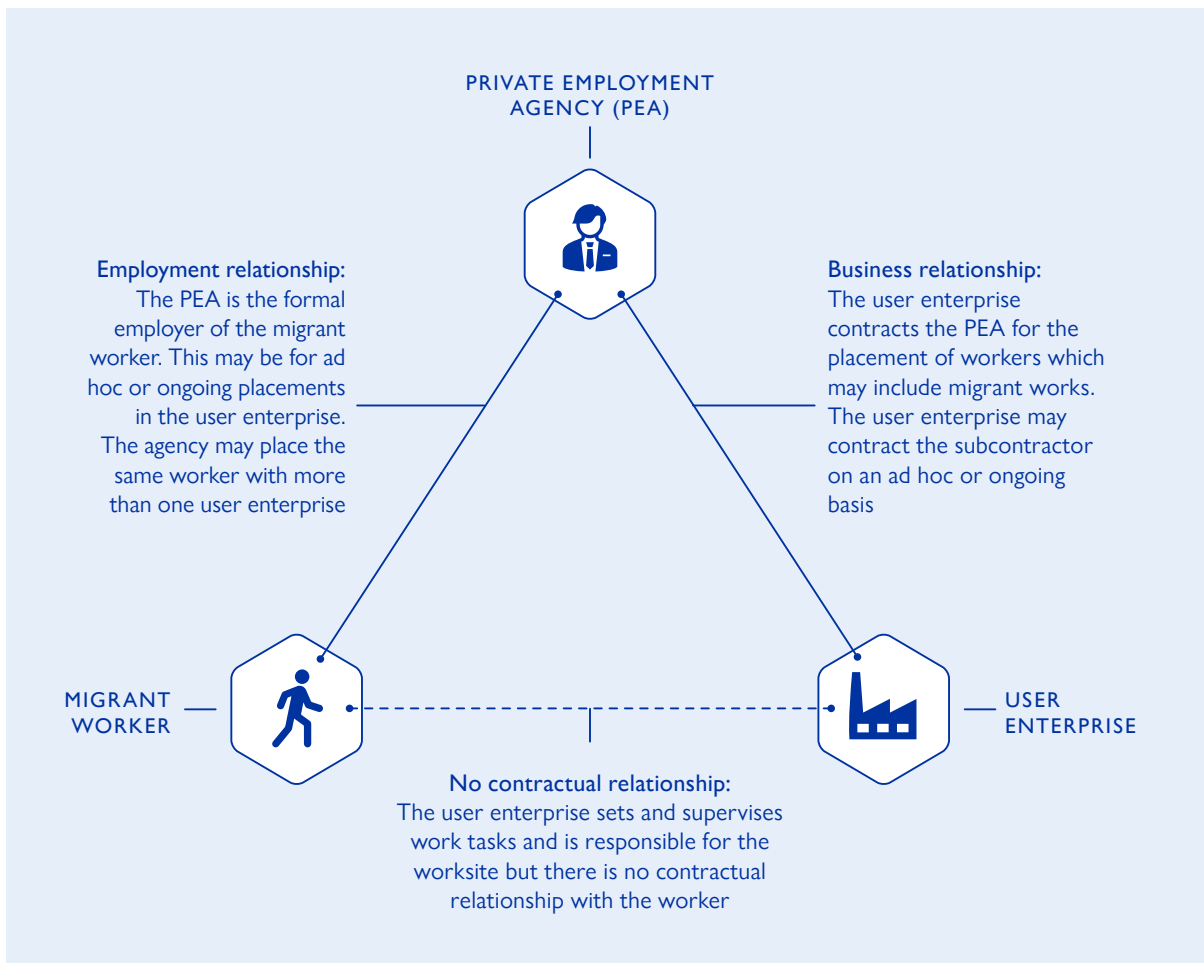 PRIVATE EMPLOYMENT
AGENCY (PEA)
Employment relationship:
The PEA is the formal
employer of the migrant
worker. This may be for ad
hoc or ongoing placements
in the user enterprise.
The agency may place the
same worker with more
than one user enterprise
Business relationship:
The user enterprise
contracts the PEA for the
placement of workers which
may include migrant works.
The user enterprise may
contract the subcontractor
on an ad hoc or ongoing
basis
MIGRANT
WORKER
USER
ENTERPRISE
No contractual relationship:
The user enterprise sets and supervises
work tasks and is responsible for the
worksite but there is no contractual
relationship with the worker